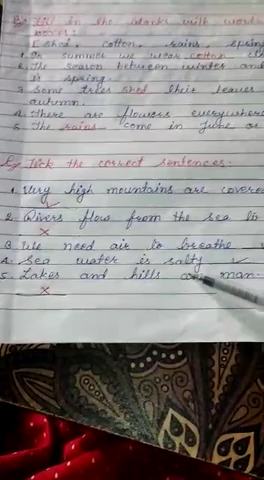 B. Fill in the blanks with words
boxes:
[shed, cotton, rains, spring
1. In summer we wear cotton
2. The season between winter and
is spring.
3. Some trees shed their leaves
autumn.
4. There are flowers everywhere
5. The rains come in June or
Tick the correct sentences.
1. Very high mountains are covered
✓
2. Rivers flow from the sea to
×
3. We need air to breathe
4. Sea water is salty ✓
5. Lakes and hills are man-
×